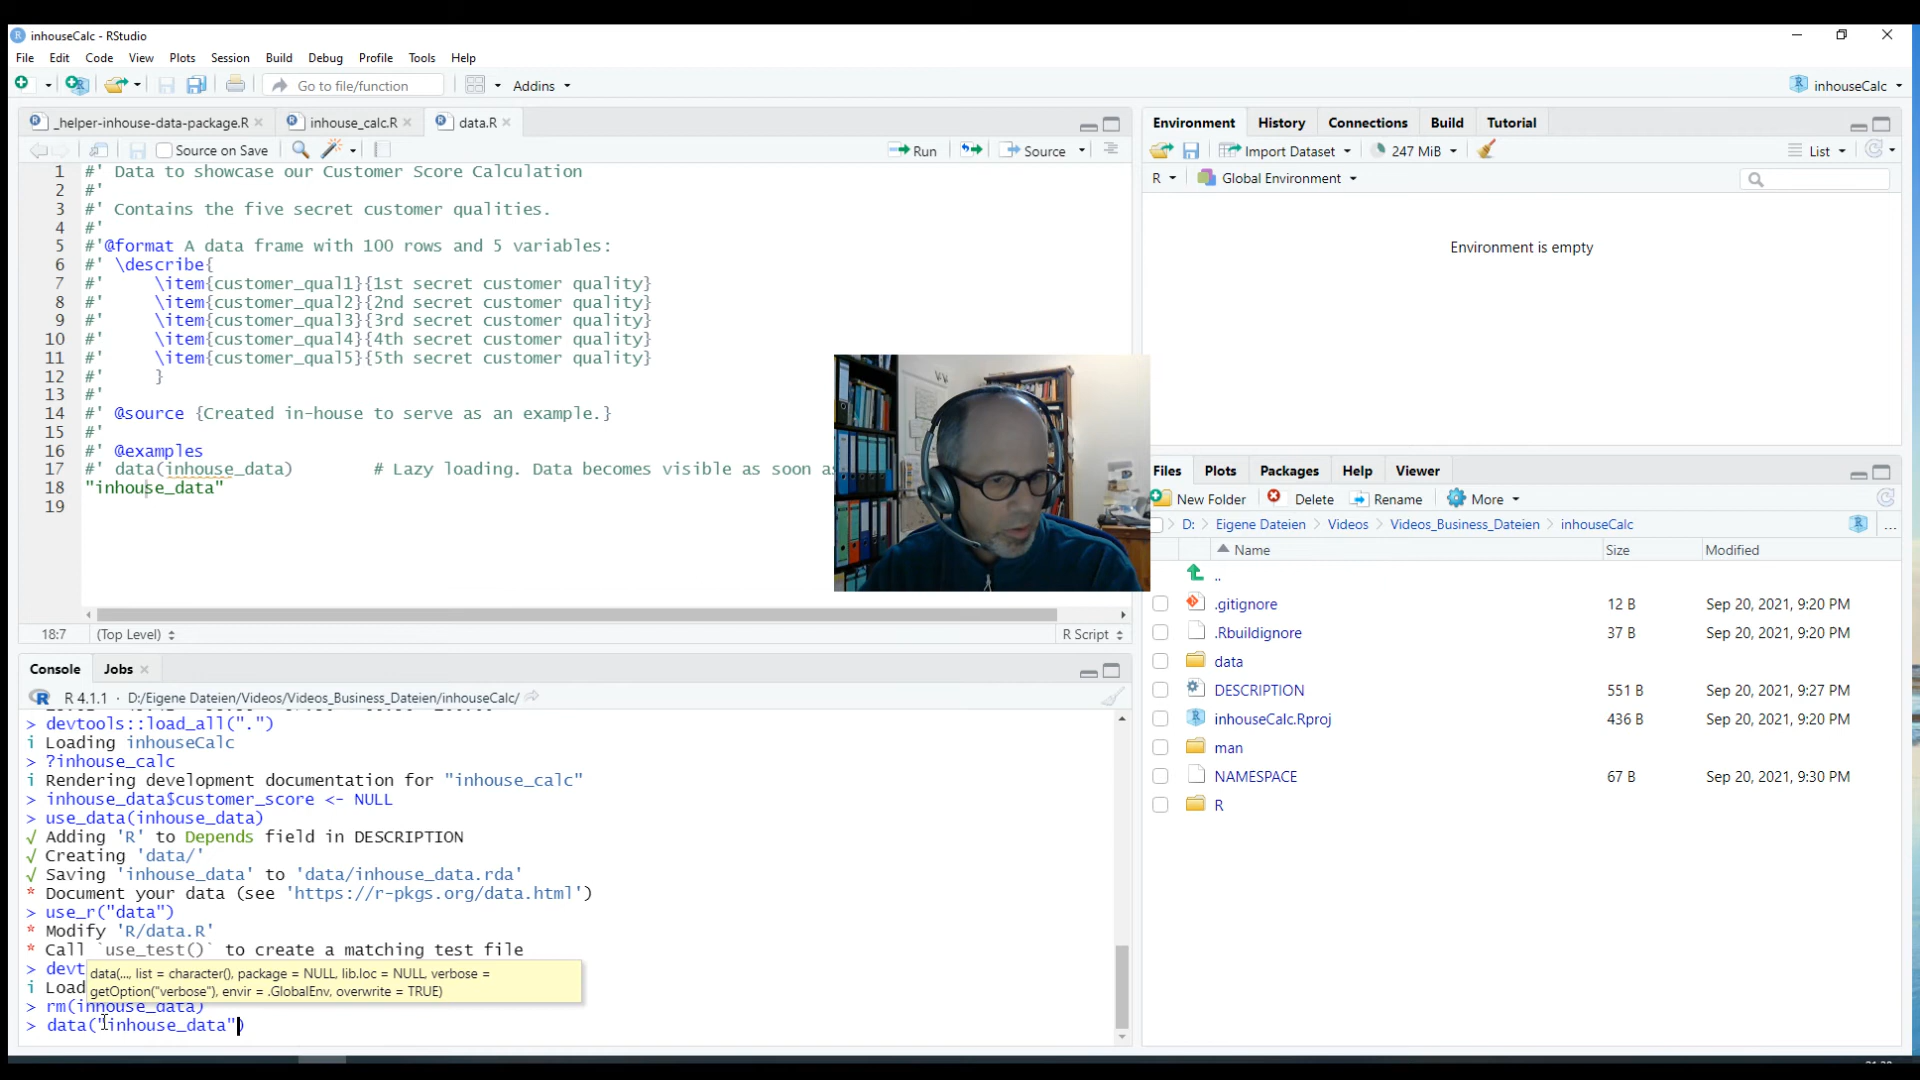 inhouseCalc - RStudio
File Edit Code View Plots Session Build Debug Profile Tools Help
Go to file/function Addins inhouseCalc
_helper-inhouse-data-package.R inhouse_calc.R data.R
Source on Save Run Source
1 #' Data to showcase our Customer Score Calculation
2 #'
3 #' Contains the five secret customer qualities.
4 #'
5 #'@format A data frame with 100 rows and 5 variables:
6 #' \describe{
7 #' \item{customer_qual1}{1st secret customer quality}
8 #' \item{customer_qual2}{2nd secret customer quality}
9 #' \item{customer_qual3}{3rd secret customer quality}
10 #' \item{customer_qual4}{4th secret customer quality}
11 #' \item{customer_qual5}{5th secret customer quality}
12 #' }
13 #'
14 #' @source {Created in-house to serve as an example.}
15 #'
16 #' @examples
17 #' data(inhouse_data) # Lazy loading. Data becomes visible as soon as
18 "inhouse_data"
19
18:7 (Top Level) R Script
Console Jobs
R 4.1.1 · D:/Eigene Dateien/Videos/Videos_Business_Dateien/inhouseCalc/
> devtools::load_all(".")
i Loading inhouseCalc
> ?inhouse_calc
i Rendering development documentation for "inhouse_calc"
> inhouse_data$customer_score <- NULL
> use_data(inhouse_data)
√ Adding 'R' to Depends field in DESCRIPTION
√ Creating 'data/'
√ Saving 'inhouse_data' to 'data/inhouse_data.rda'
* Document your data (see 'https://r-pkgs.org/data.html')
> use_r("data")
* Modify 'R/data.R'
* Call `use_test()` to create a matching test file
> devt
i Load
data(..., list = character(), package = NULL, lib.loc = NULL, verbose =
getOption("verbose"), envir = .GlobalEnv, overwrite = TRUE)
> rm(inhouse_data)
> data("inhouse_data")
Environment History Connections Build Tutorial
Import Dataset 247 MiB List
R Global Environment
Environment is empty
Files Plots Packages Help Viewer
New Folder Delete Rename More
D: Eigene Dateien Videos Videos_Business_Dateien inhouseCalc ...
Name Size Modified
..
.gitignore 12 B Sep 20, 2021, 9:20 PM
.Rbuildignore 37 B Sep 20, 2021, 9:20 PM
data
DESCRIPTION 551 B Sep 20, 2021, 9:27 PM
inhouseCalc.Rproj 436 B Sep 20, 2021, 9:20 PM
man
NAMESPACE 67 B Sep 20, 2021, 9:30 PM
R